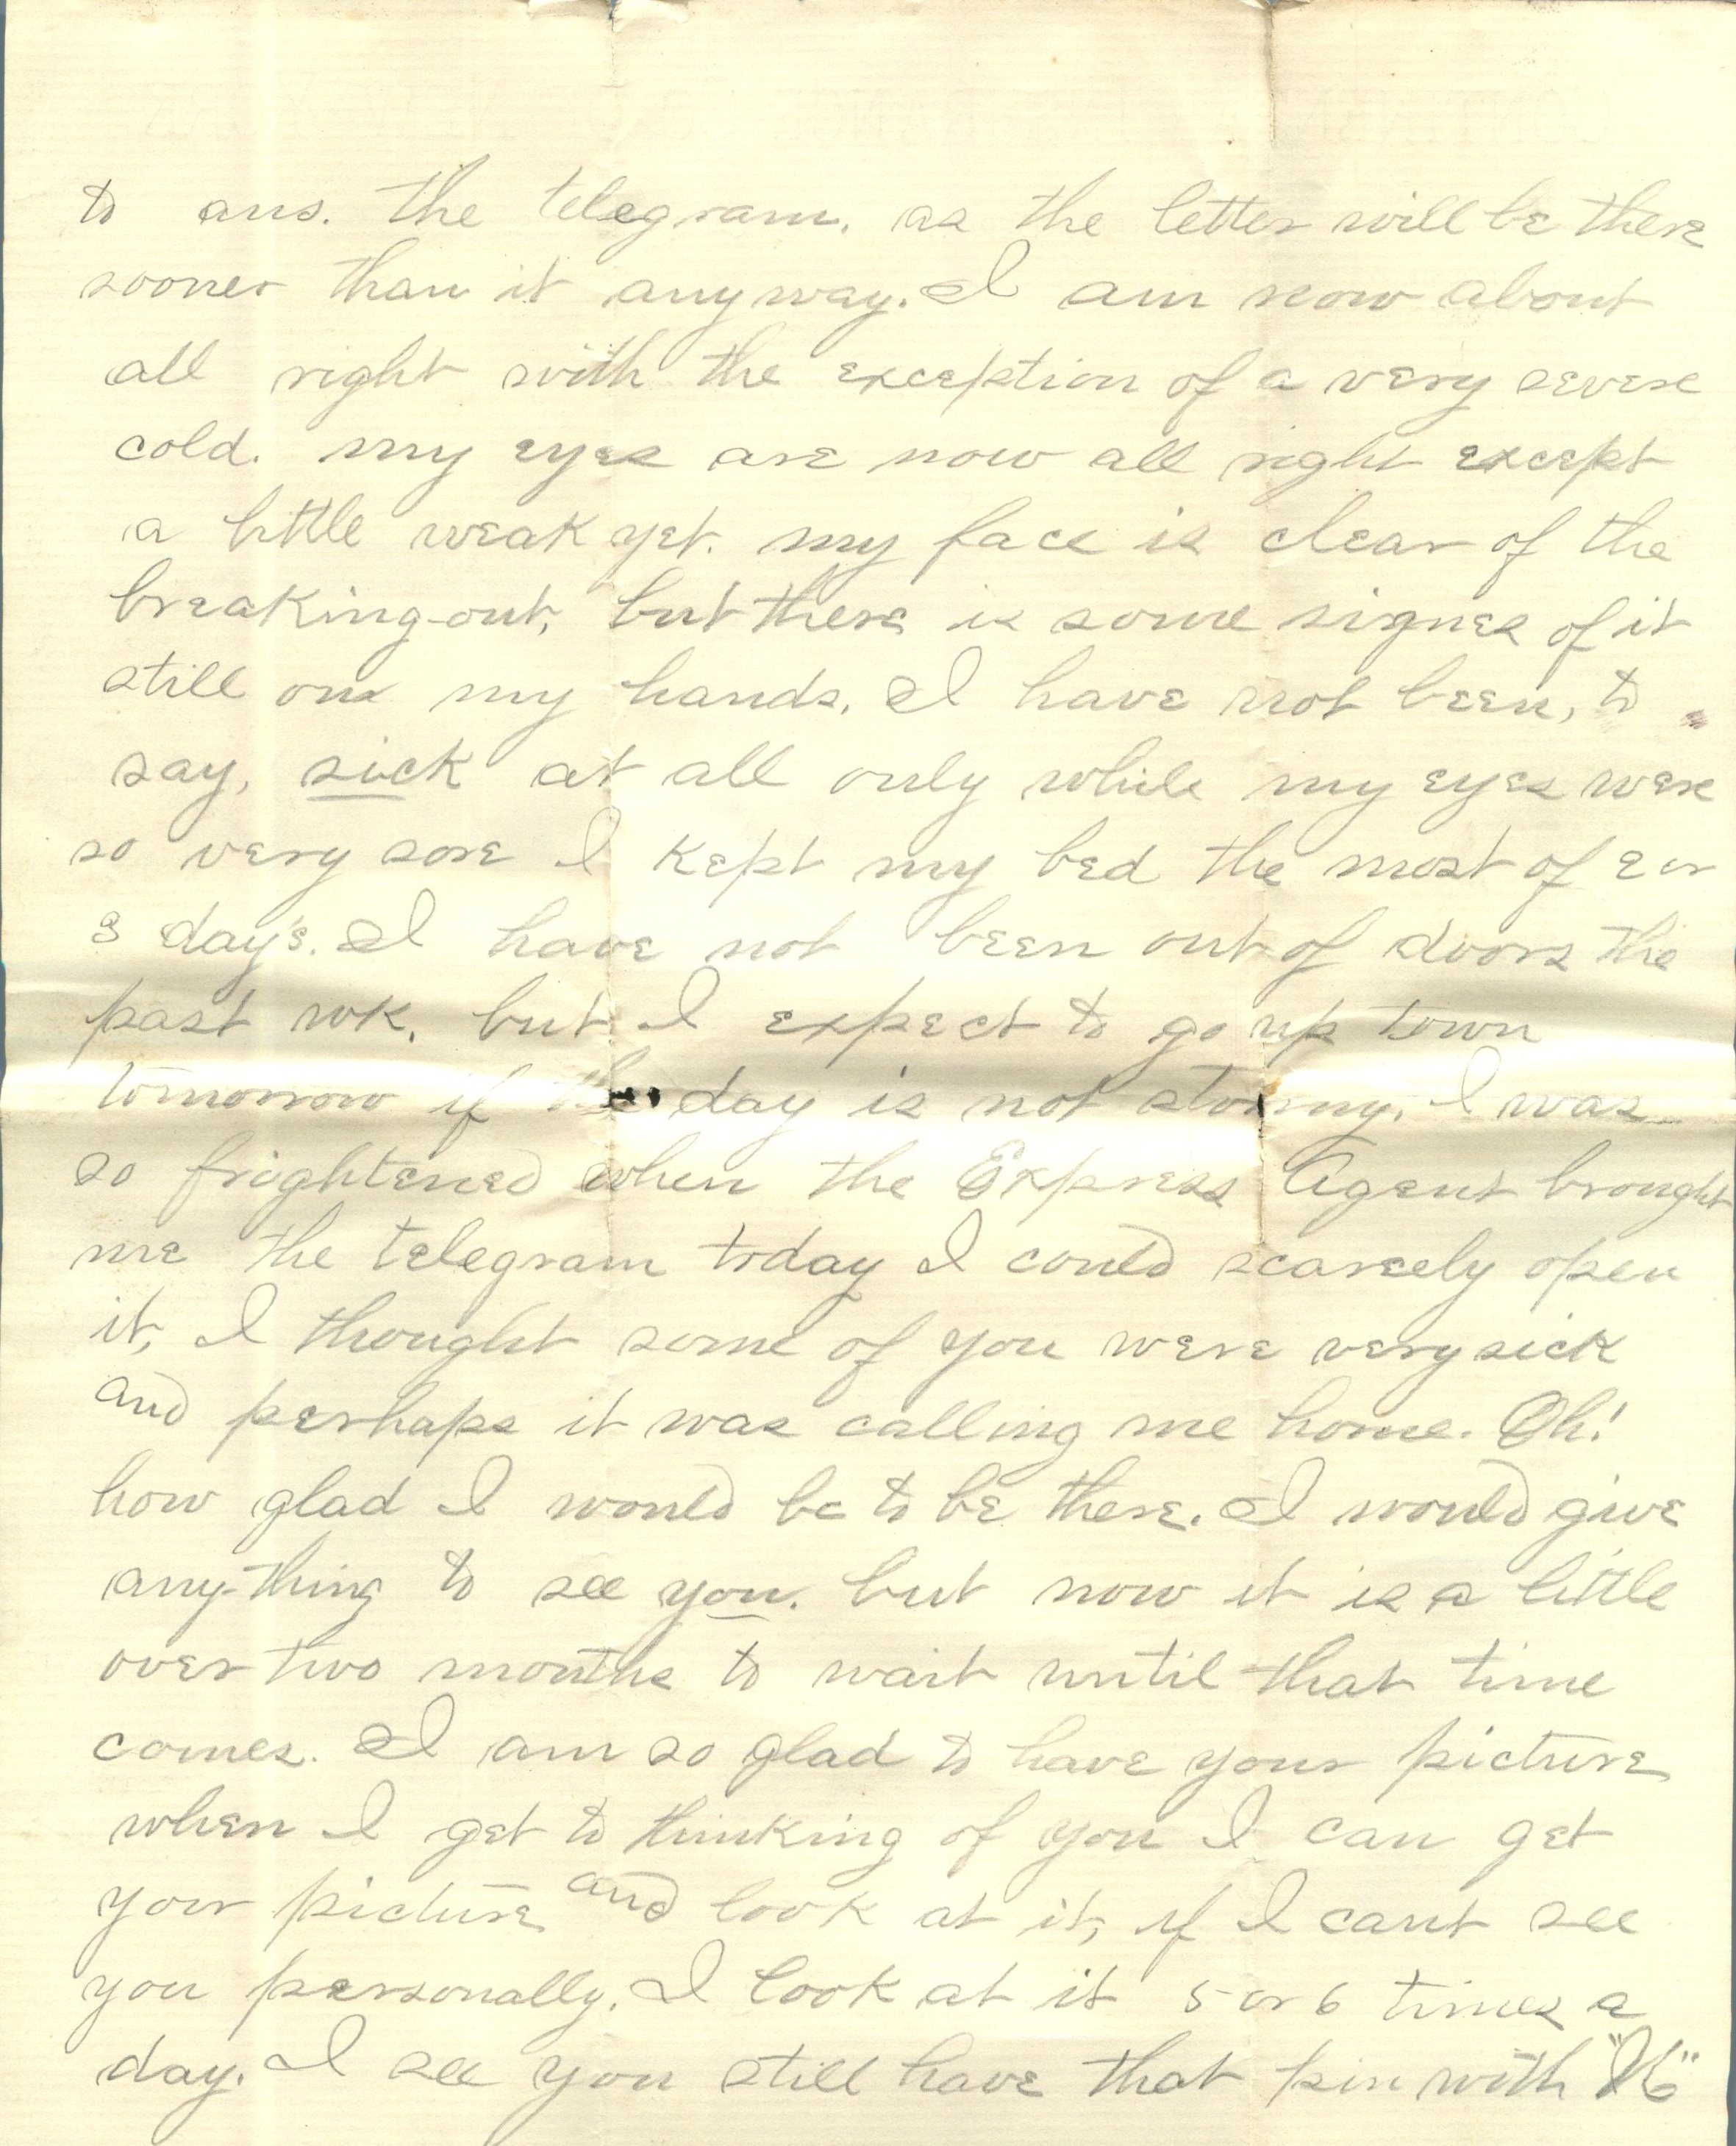 to ans. the telegram, as the letter will be there
sooner than it anyway. I am now about
all right with the exception of a very severe
cold. my eyes are now all right except
a little weak yet. my face is clear of the
breaking-out, but there is some signes of it
still on my hands. I have not been, to
say, sick at all only while my eyes were
so very sore I kept my bed the most of 2 or
3 day's. I have not been out of doors the
past wk. but I expect to go up town
tomorrow if the day is not stormy. I was
so frightened when the Express Agent brought
me the telegram today I could scarcely open
it, I thought some of you were very sick
and perhaps it was calling me home. Oh!
how glad I would be to be there. I would give
any-thing to see you. but now it is a little
over two months to wait until that time
comes. I am so glad to have your picture
when I get to thinking of you I can get
your picture and look at it, if I cant see
you personally. I look at it 5 or 6 times a
day. I see you still have that pin with